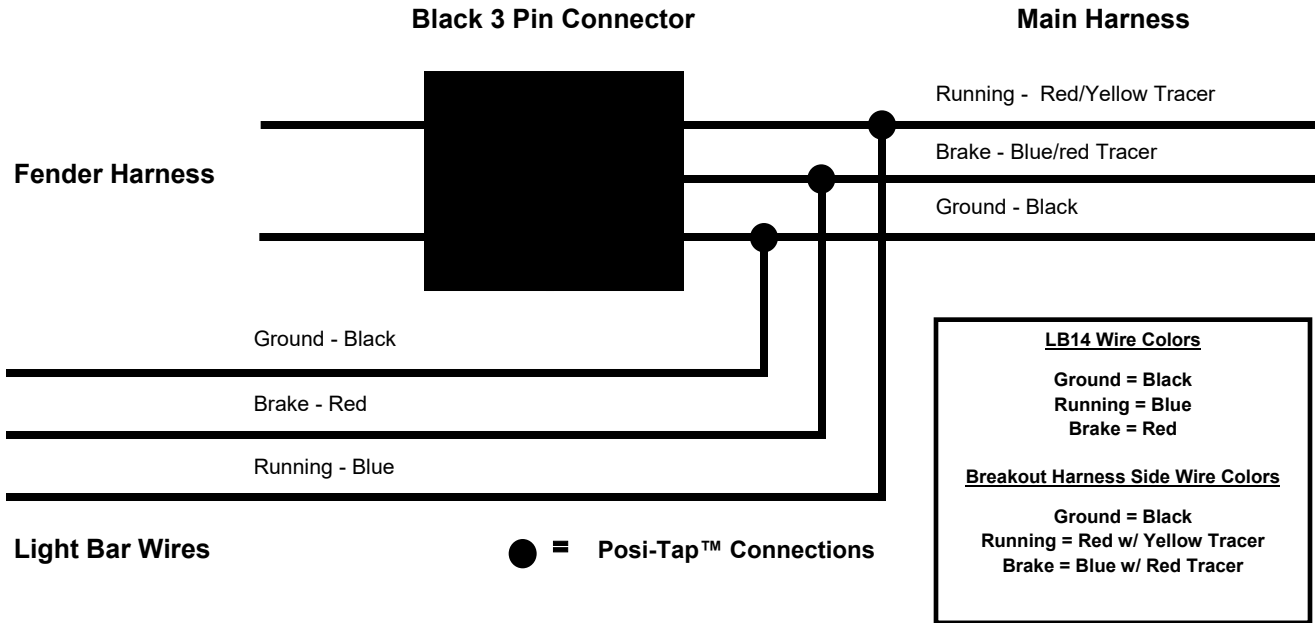 Black 3 Pin Connector
Main Harness
Running -  Red/Yellow Tracer
Brake - Blue/red Tracer
Fender Harness
Ground - Black
Ground - Black
Brake - Red
Running - Blue
Light Bar Wires
= Posi-Tap™ Connections
LB14 Wire Colors
Ground = Black
Running = Blue
Brake = Red
Breakout Harness Side Wire Colors
Ground = Black
Running = Red w/ Yellow Tracer
Brake = Blue w/ Red Tracer